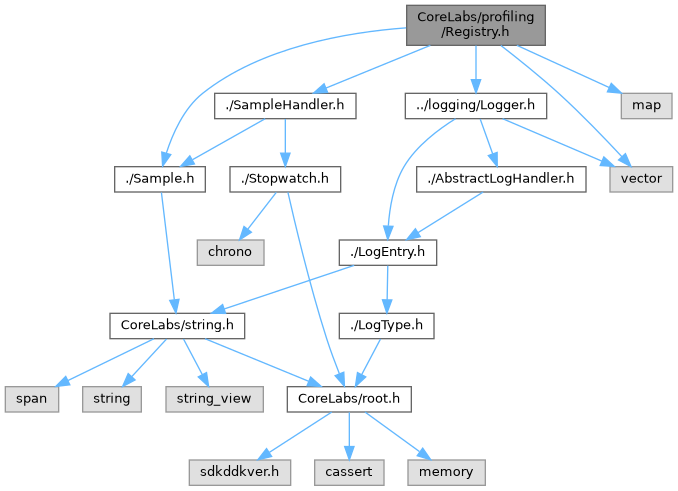 CoreLabs/profiling
/Registry.h
./SampleHandler.h
../logging/Logger.h
map
./Sample.h
./Stopwatch.h
./AbstractLogHandler.h
vector
chrono
./LogEntry.h
CoreLabs/string.h
./LogType.h
span
string
string_view
CoreLabs/root.h
sdkddkver.h
cassert
memory